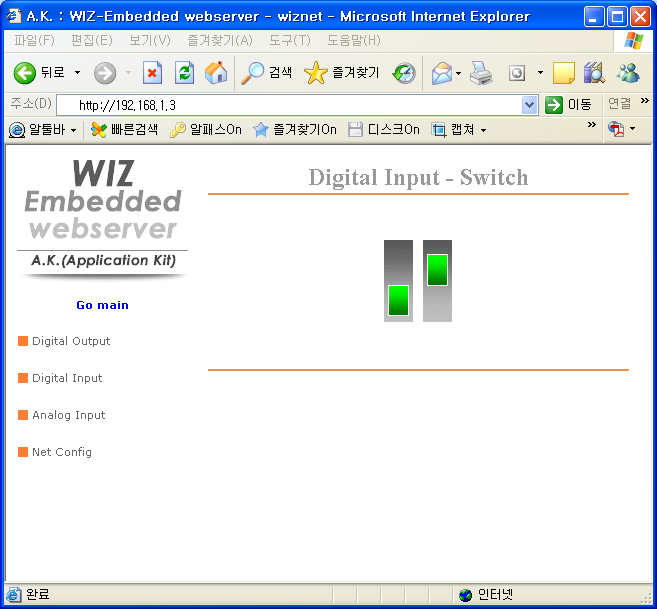 A.K. : WIZ-Embedded webserver - wiznet - Microsoft Internet Explorer
파일(F) 편집(E) 보기(V) 즐겨찾기(A) 도구(T) 도움말(H)
뒤로 검색 즐겨찾기
주소(D) http://192.168.1.3 이동 연결 »
알툴바 빠른검색 알패스On 즐겨찾기On 디스크On 캡쳐 »
WIZ
Embedded
webserver
A.K.(Application Kit)
Go main
Digital Output
Digital Input
Analog Input
Net Config
Digital Input - Switch
완료 인터넷